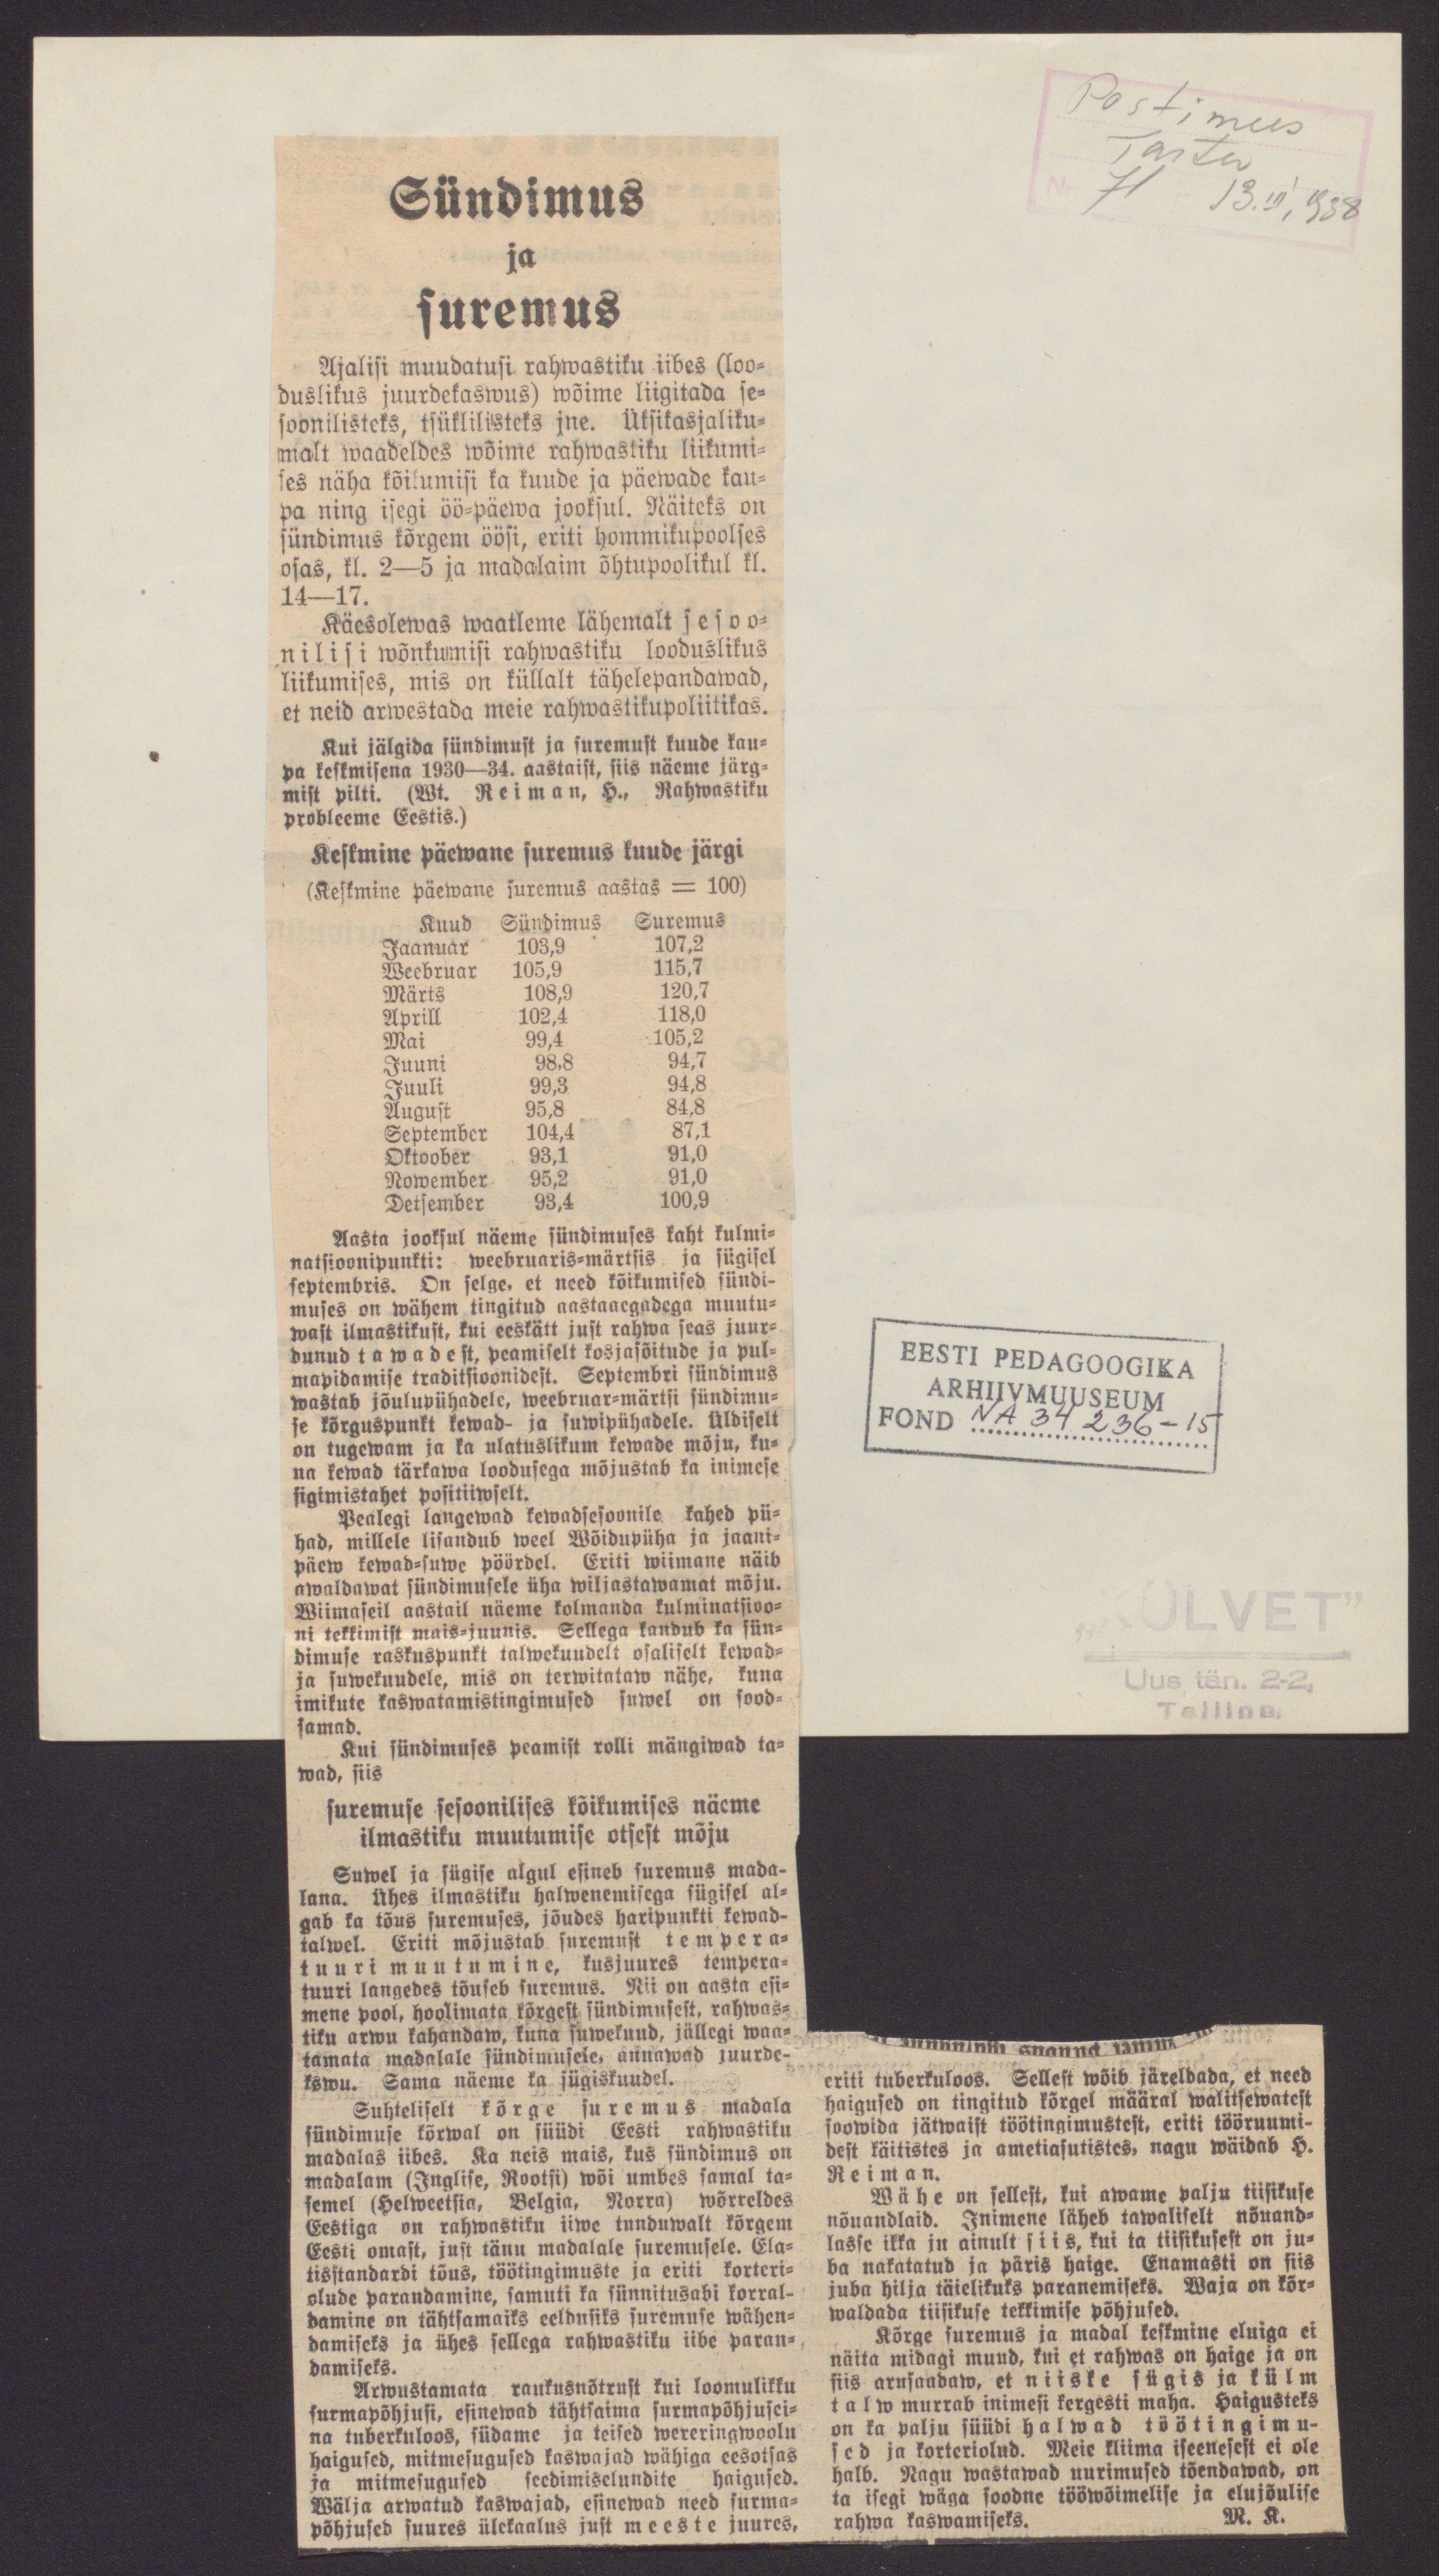 Postimees
Tartu
Nr. 71 13.III, 938
Sündimus
ja
suremus
Ajalisi muudatusi rahwastiku iibes (loo-
duslikus juurdekaswus) wõime liigitada se-
soonilisteks, tsüklilisteks jne. Üksikasjaliku-
malt waadeldes wõime rahwastiku liikumi-
ses näha kõikumisi ka kuude ja päewade kau-
pa ning isegi öö-päewa jooksul. Näiteks on
sündimus kõrgem öösi, eriti hommikupoolses
osas, kl. 2—5 ja madalaim õhtupoolikul kl.
14—17.
Käesolewas waatleme lähemalt sesoo-
nilisi wõnkumisi rahwastiku looduslikus
liikumises, mis on küllalt tähelepandawad,
et neid arwestada meie rahwastikupoliitikas.
Kui jälgida sündimust ja suremust kuude kau-
pa keskmisena 1930—34. aastaist, siis näeme järg-
mist pilti. (Wt. Reiman, H., Rahwastiku
probleeme Eestis.)
Keskmine päewane suremus kuude järgi
(Keskmine päewane suremus aastas = 100)
Kuud Sündimus Suremus
Jaanuar 103,9 107,2
Weebruar 105,9 115,7
Märts 108,9 120,7
Aprill 102,4 118,0
Mai 99,4 105,2
Juuni 98,8 94,7
Juuli 99,3 94,8
August 95,8 84,8
September 104,4 87,1
Oktoober 93,1 91,0
Nowember 95,2 91,0
Detsember 93,4 100,9
Aasta jooksul näeme sündimuses kaht kulmi-
natsioonipunkti: weebruaris-märtsis ja sügisel
septembris. On selge, et need kõikumised sündi-
muses on wähem tingitud aastaaegadega muutu-
wast ilmastikust, kui eeskätt just rahwa seas juur-
dunud tawadest, peamiselt kosjasõitude ja pul-
mapidamise traditsioonidest. Septembri sündimus
wastab jõulupühadele, weebruar-märtsi sündimu-
se kõrguspunkt kewad- ja suwipühadele. Üldiselt
on tugewam ja ka ulatuslikum kewade mõju, ku-
na kewad tärkawa loodusega mõjustab ka inimese
sigimistahet positiiwselt.
Pealegi langewad kewadsesoonile kahed pü-
had, millele lisandub weel Wõidupüha ja jaani-
päew kewad-suwe pöördel. Eriti wiimane näib
awaldawat sündimusele üha wiljastawamat mõju.
Wiimaseil aastail näeme kolmanda kulminatsioo-
ni tekkimist mais-juunis. Sellega kandub ka sün-
dimuse raskuspunkt talwekuudelt osaliselt kewad-
ja suwekuudele, mis on terwitataw nähe, kuna
imikute kaswatamistingimused suwel on sood-
samad.
Kui sündimuses peamist rolli mängiwad ta-
wad, siis
suremuse sesoonilises kõikumises näeme
ilmastiku muutumise otsest mõju
Suwel ja sügise algul esineb suremus mada-
lana. Ühes ilmastiku halwenemisega sügisel al-
gab ka tõus suremuses, jõudes haripunkti kewad-
talwel. Eriti mõjustab suremust tempera-
tuuri muutumine, kusjuures tempera-
tuuri langedes tõuseb suremus. Nii on aasta esi-
mene pool, hoolimata kõrgest sündimusest, rahwas-
tiku arwu kahandaw, kuna suwekuud, jällegi waa-
tamata madalale sündimusele, annawad juurde-
kswu. Sama näeme ka sügiskuudel.
Suhteliselt kõrge suremus madala
sündimuse kõrwal on süüdi Eesti rahwastiku
madalas iibes. Ka neis mais, kus sündimus on
madalam (Inglise, Rootsi) wõi umbes samal ta-
semel (Helweetsia, Belgia, Norra) wõrreldes
Eestiga on rahwastiku iiwe tunduwalt kõrgem
Eesti omast, just tänu madalale suremusele. Ela-
tisstandardi tõus, töötingimuste ja eriti korteri-
olude parandamine, samuti ka sünnitusabi korral-
damine on tähtsamaiks eeldusiks suremuse wähen-
damiseks ja ühes sellega rahwastiku iibe paran-
damiseks.
Arwustamata raukusnõtrust kui loomulikku
surmapõhjusi, esinewad tähtsaima surmapõhjusei-
na tuberkuloos, südame ja teised wereringwoolu
haigused, mitmesugused kaswajad wähiga eesotsas
ja mitmesugused seedimiselundite haigused.
Wälja arwatud kaswajad, esinewad need surma-
põhjused suures ülekaalus just meeste juures,
eriti tuberkuloos. Sellest wõib järeldada, et need
haigused on tingitud kõrgel määral walitsewatest
soowida jätwaist töötingimustest, eriti tööruumi-
dest käitistes ja ametiasutistes, nagu wäidab H.
Reiman.
Wähe on sellest, kui awame palju tiisikuse
nõuandlaid. Inimene läheb tawaliselt nõuand-
lasse ikka ju ainult siis, kui ta tiisikusest on ju-
ba nakatatud ja päris haige. Enamasti on siis
juba hilja täielikuks paranemiseks. Waja on kõr-
waldada tiisikuse tekkimise põhjused.
Kõrge suremus ja madal keskmine eluiga ei
näita midagi muud, kui et rahwas on haige ja on
siis arusaadaw, et niiske sügis ja külm
talw murrab inimesi kergesti maha. Haigusteks
on ka palju süüdi halwad töötingimu-
sed ja korteriolud. Meie kliima iseenesest ei ole
halb. Nagu wastawad uurimused tõendawad, on
ta isegi wäga soodne tööwõimelise ja elujõulise
rahwa kaswamiseks. M. K.
EESTI PEDAGOOGIKA
ARHIIVMUUSEUM
FOND NA 34 236-15
„KÜLVET”
Uus tän. 2-2,
Tallinn.